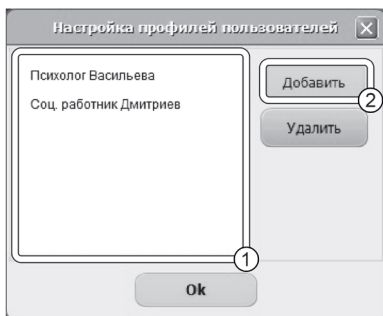 Настройка профилей пользователей
Психолог Васильева
Соц. работник Дмитриев
Добавить
2
Удалить
1
Ok